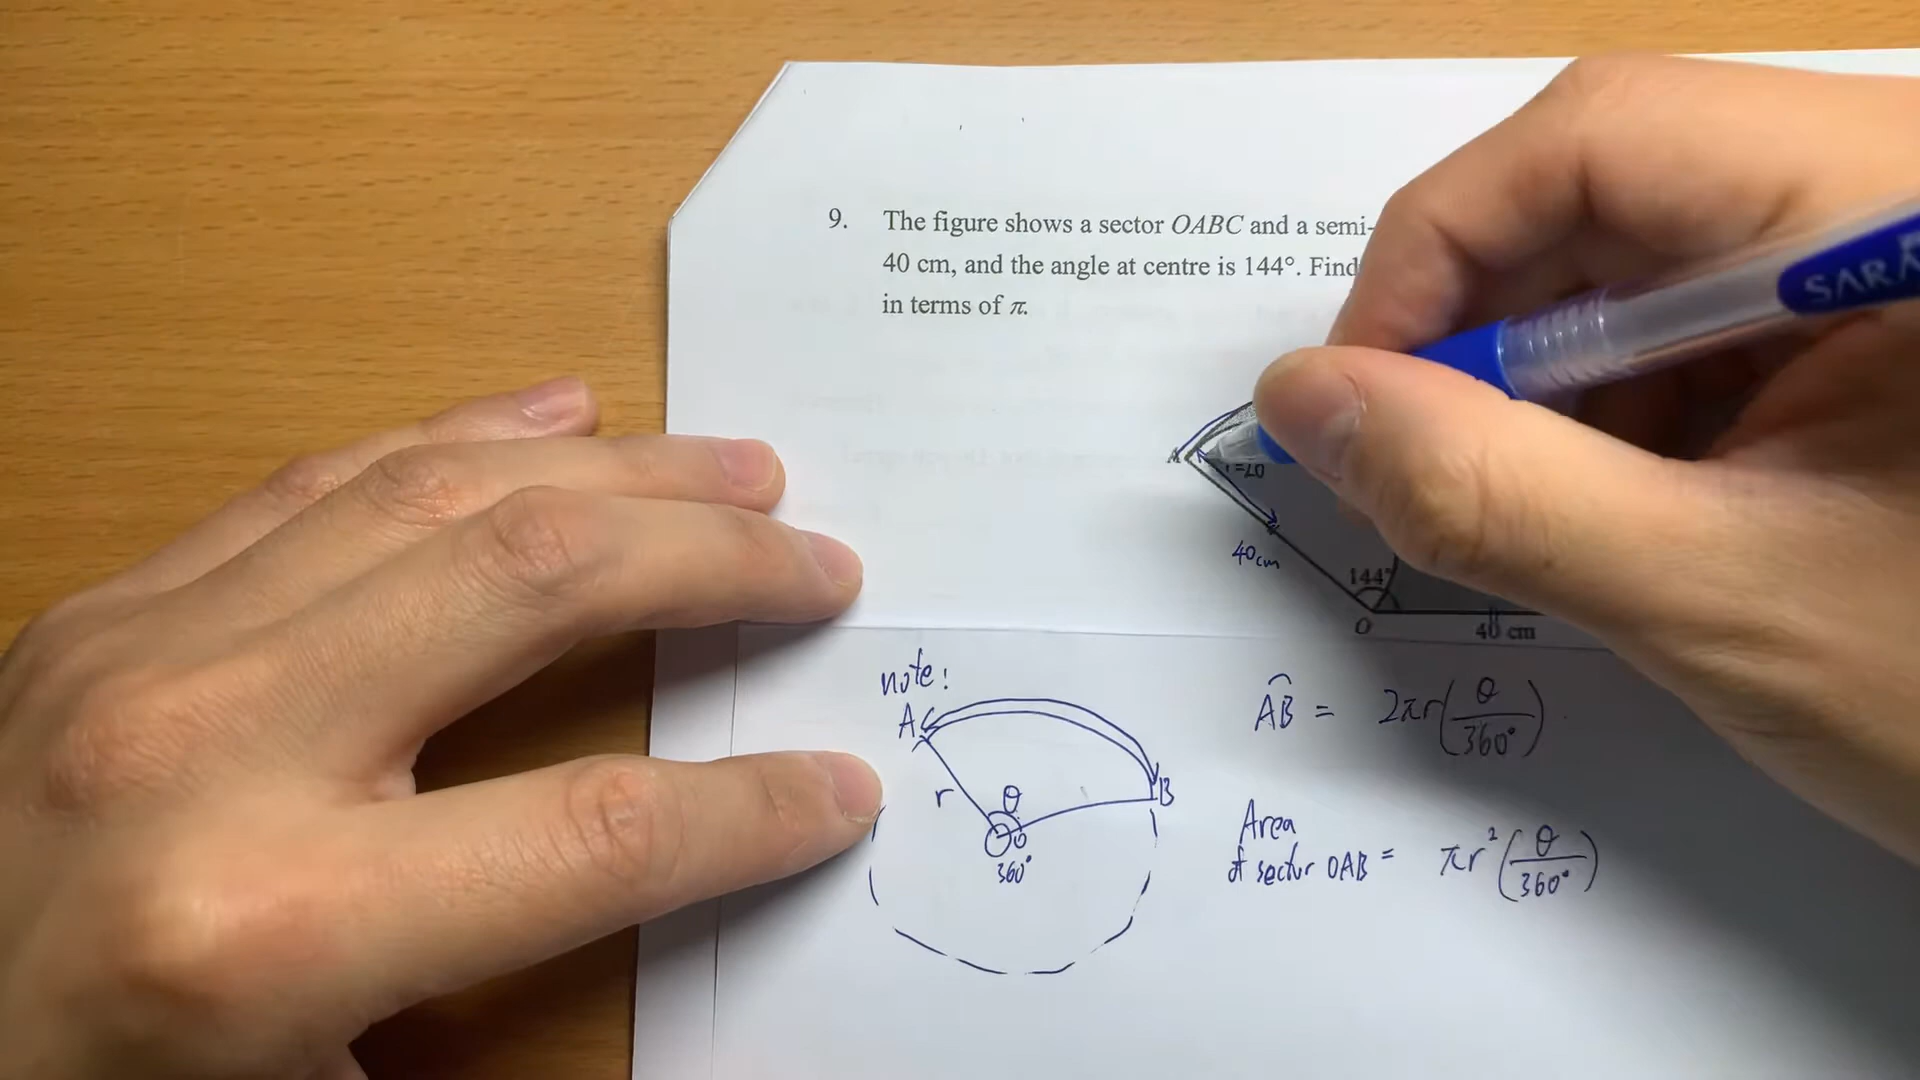 9. The figure shows a sector OABC and a semi-
40 cm, and the angle at centre is 144°. Find
in terms of π.
A
=20
40cm
144°
O
40 cm
SARA
note:
A
B
r
θ
O
360°
AB = 2πr(θ/360°)
Area
of sector OAB = πr²(θ/360°)